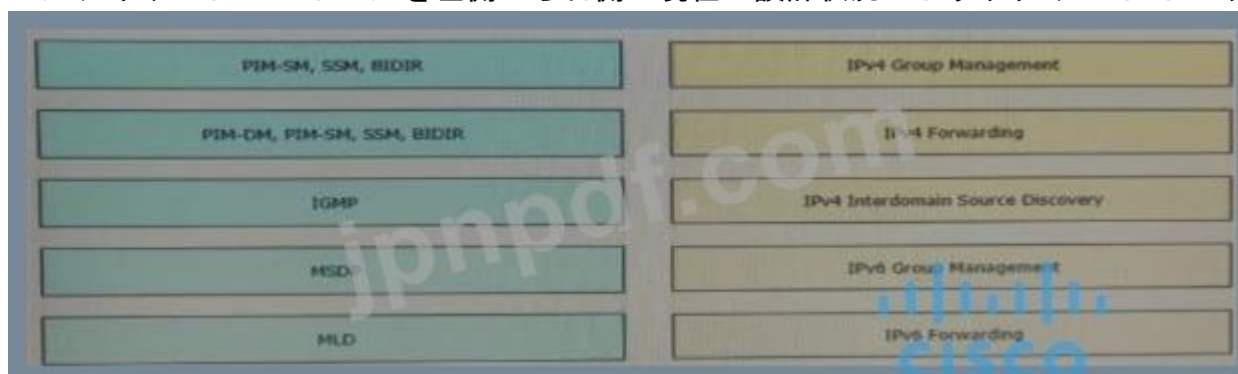 PIM-SM, SSM, BIDIR
IPv4 Group Management
PIM-DM, PIM-SM, SSM, BIDIR
IPv4 Forwarding
IGMP
IPv4 Interdomain Source Discovery
MSDP
IPv6 Group Management
MLD
IPv6 Forwarding
jpnpdf.com
CISCO